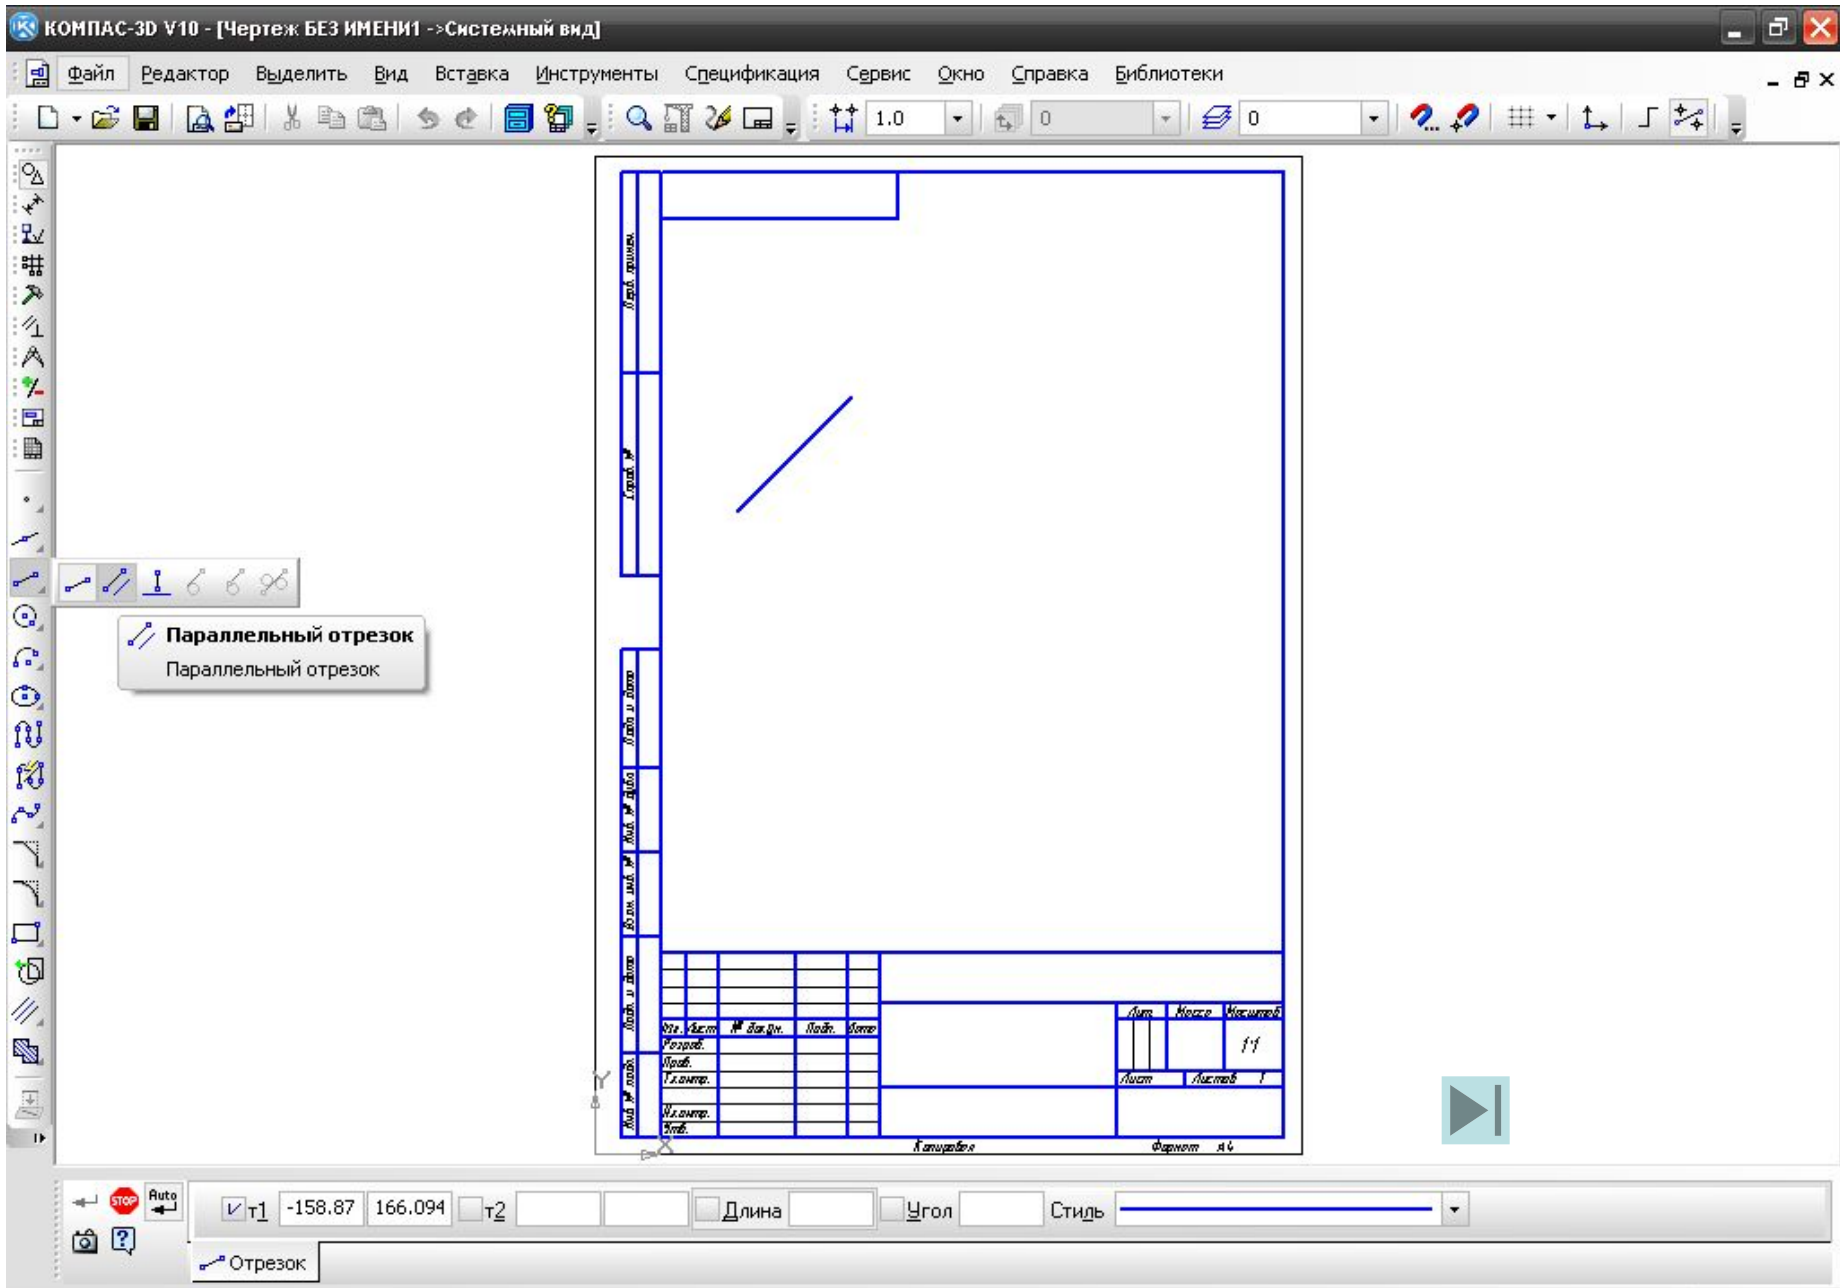 КОМПАС-3D V10 - [Чертеж БЕЗ ИМЕНИ1 ->Системный вид]
Файл Редактор Выделить Вид Вставка Инструменты Спецификация Сервис Окно Справка Библиотеки
1.0 0 0
Перв. примен.
Справ. №
Параллельный отрезок
Параллельный отрезок
Подп. и дата
Инв. № дубл.
Взам. инв. №
Подп. и дата
Инв. № подл.
Изм. Лист № докум. Подп. Дата
Разраб.
Пров.
Т.контр.
Н.контр.
Утв.
Лит. Масса Масштаб
1:1
Лист Листов 1
Копировал Формат A4
Y
X
STOP Auto
т1 -158.87 166.094 т2 Длина Угол Стиль
Отрезок